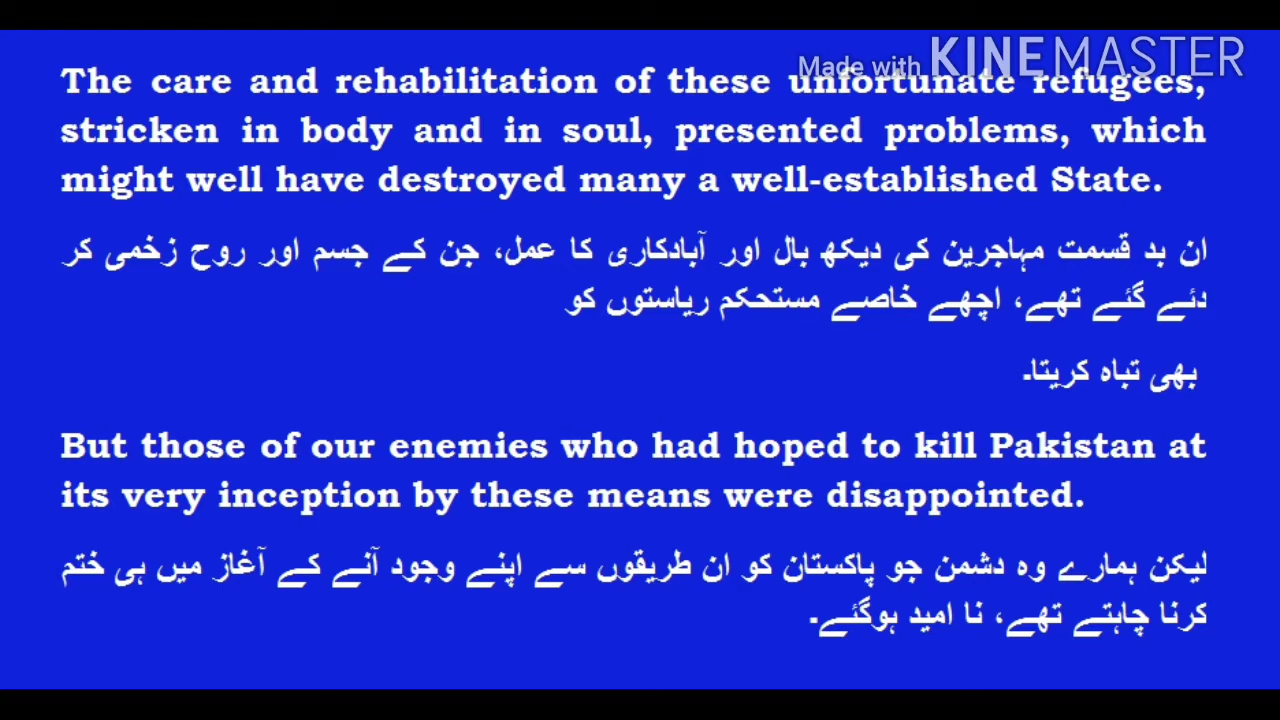 Made with KINEMASTER
The care and rehabilitation of these unfortunate refugees,
stricken in body and in soul, presented problems, which
might well have destroyed many a well-established State.
ان بد قسمت مہاجرین کی دیکھ بال اور آبادکاری کا عمل، جن کے جسم اور روح زخمی کر
دئے گئے تھے، اچھے خاصے مستحکم ریاستوں کو
بھی تباہ کریتا۔
But those of our enemies who had hoped to kill Pakistan at
its very inception by these means were disappointed.
لیکن ہمارے وہ دشمن جو پاکستان کو ان طریقوں سے اپنے وجود آنے کے آغاز میں ہی ختم
کرنا چاہتے تھے، نا امید ہوگئے۔